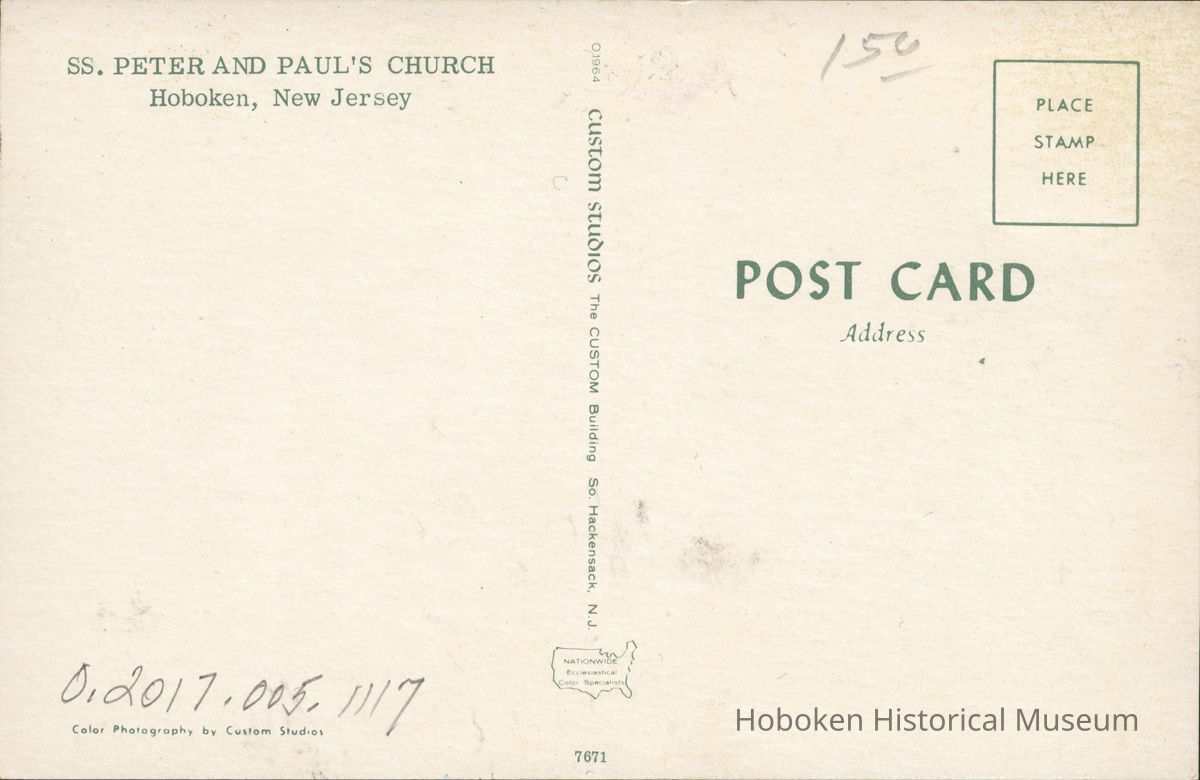 SS. PETER AND PAUL'S CHURCH
Hoboken, New Jersey
O1964 Custom Studios The CUSTOM Building So. Hackensack, N.J.
NATIONWIDE
Ecclesiastical
Color Specialists
7671
0.2017.005.1117
Color Photography by Custom Studios
150
PLACE
STAMP
HERE
POST CARD
Address
Hoboken Historical Museum